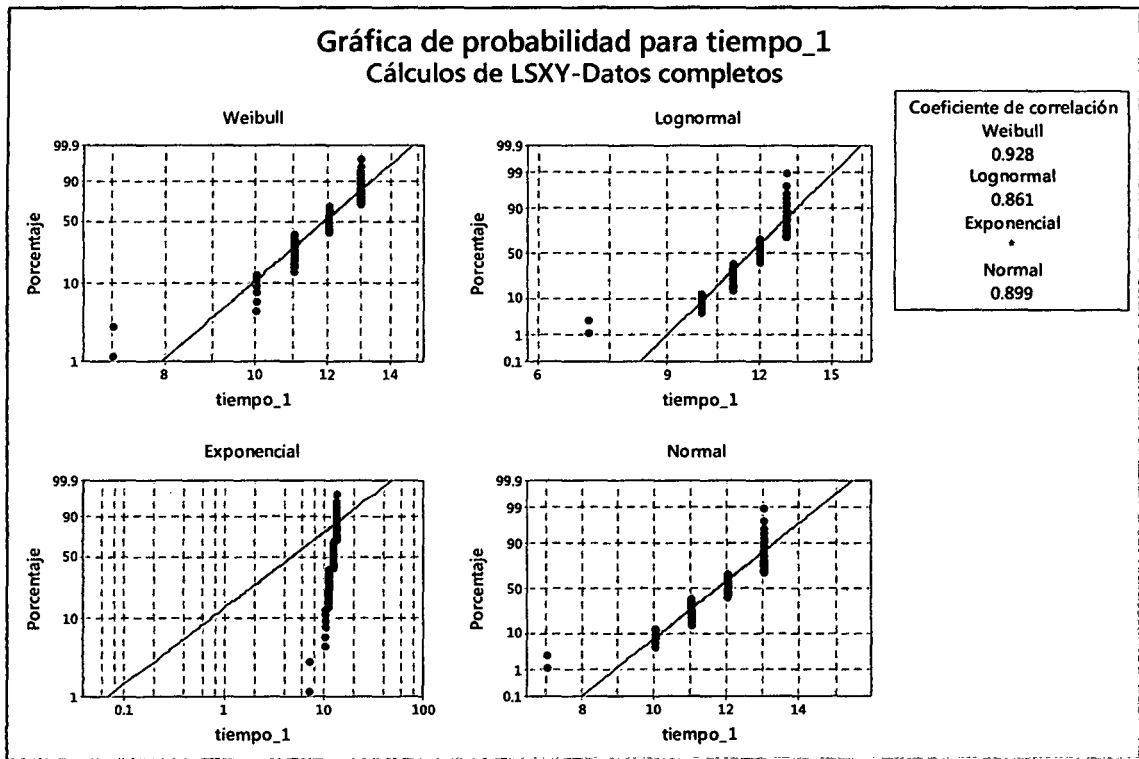 Gráfica de probabilidad para tiempo_1
Cálculos de LSXY-Datos completos
Weibull
99.9
90
50
10
1
Porcentaje
8
10
12
14
tiempo_1
Lognormal
99.9
99
90
50
10
1
0.1
Porcentaje
6
9
12
15
tiempo_1
Coeficiente de correlación
Weibull
0.928
Lognormal
0.861
Exponencial
*
Normal
0.899
Exponencial
99.9
90
50
10
1
Porcentaje
0.1
1
10
100
tiempo_1
Normal
99.9
99
90
50
10
1
0.1
Porcentaje
8
10
12
14
tiempo_1